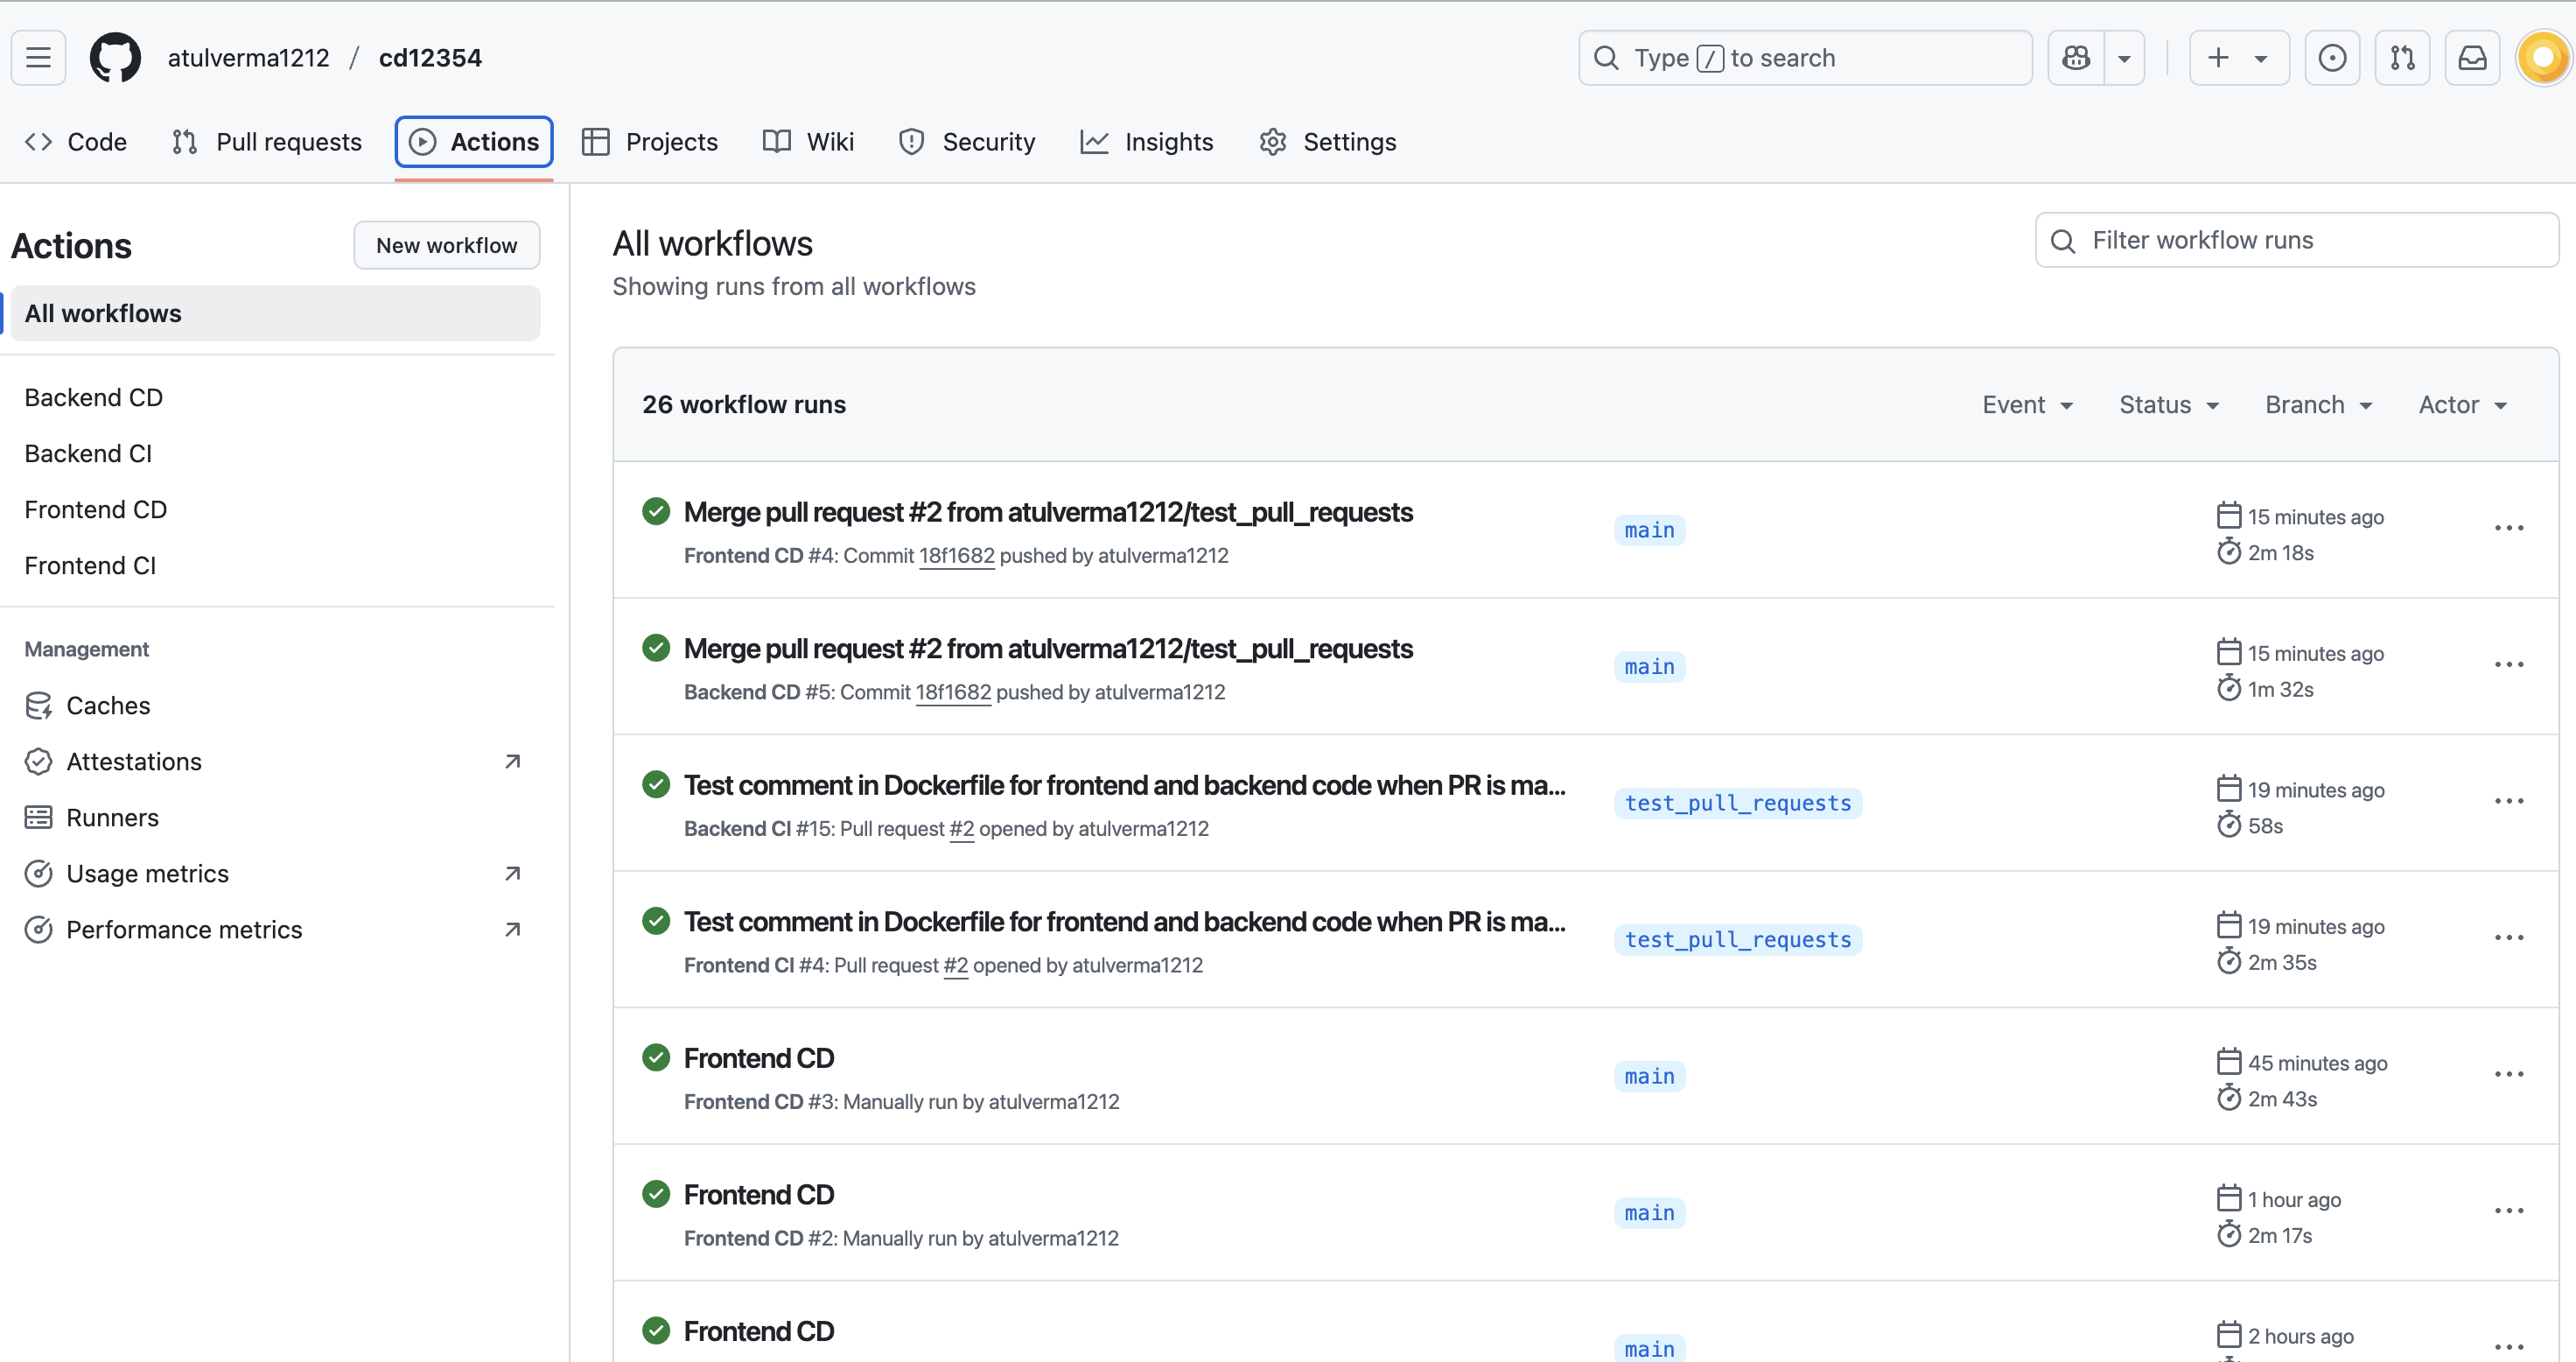 atulverma1212 / cd12354
Type / to search
Code Pull requests Actions Projects Wiki Security Insights Settings
Actions
New workflow
All workflows
Backend CD
Backend CI
Frontend CD
Frontend CI
Management
Caches
Attestations
Runners
Usage metrics
Performance metrics
All workflows
Showing runs from all workflows
Filter workflow runs
26 workflow runs
Event Status Branch Actor
Merge pull request #2 from atulverma1212/test_pull_requests
Frontend CD #4: Commit 18f1682 pushed by atulverma1212
main
15 minutes ago
2m 18s
Merge pull request #2 from atulverma1212/test_pull_requests
Backend CD #5: Commit 18f1682 pushed by atulverma1212
main
15 minutes ago
1m 32s
Test comment in Dockerfile for frontend and backend code when PR is ma...
Backend CI #15: Pull request #2 opened by atulverma1212
test_pull_requests
19 minutes ago
58s
Test comment in Dockerfile for frontend and backend code when PR is ma...
Frontend CI #4: Pull request #2 opened by atulverma1212
test_pull_requests
19 minutes ago
2m 35s
Frontend CD
Frontend CD #3: Manually run by atulverma1212
main
45 minutes ago
2m 43s
Frontend CD
Frontend CD #2: Manually run by atulverma1212
main
1 hour ago
2m 17s
Frontend CD
main
2 hours ago